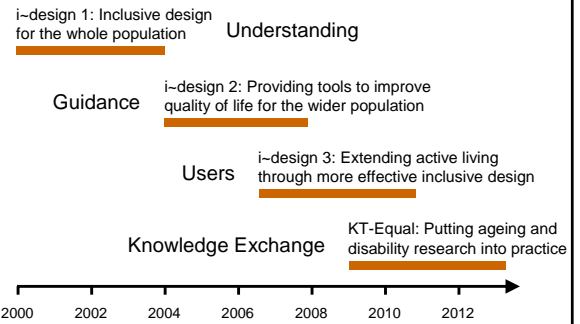 i~design 1: Inclusive design
for the whole population
Understanding
i~design 2: Providing tools to improve
quality of life for the wider population
Guidance
i~design 3: Extending active living
through more effective inclusive design
Users
KT-Equal: Putting ageing and
disability research into practice
Knowledge Exchange
2000 2002 2004 2006 2008 2010 2012